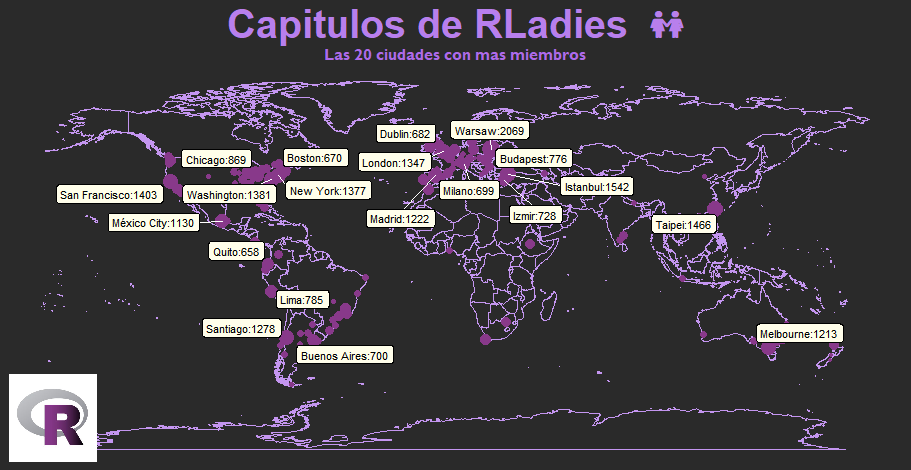 Capitulos de RLadies
Las 20 ciudades con mas miembros
Dublin:682
Warsaw:2069
Chicago:869
Boston:670
London:1347
Budapest:776
San Francisco:1403
Washington:1381
New York:1377
Milano:699
Istanbul:1542
México City:1130
Madrid:1222
Izmir:728
Taipei:1466
Quito:658
Lima:785
Santiago:1278
Buenos Aires:700
Melbourne:1213
R